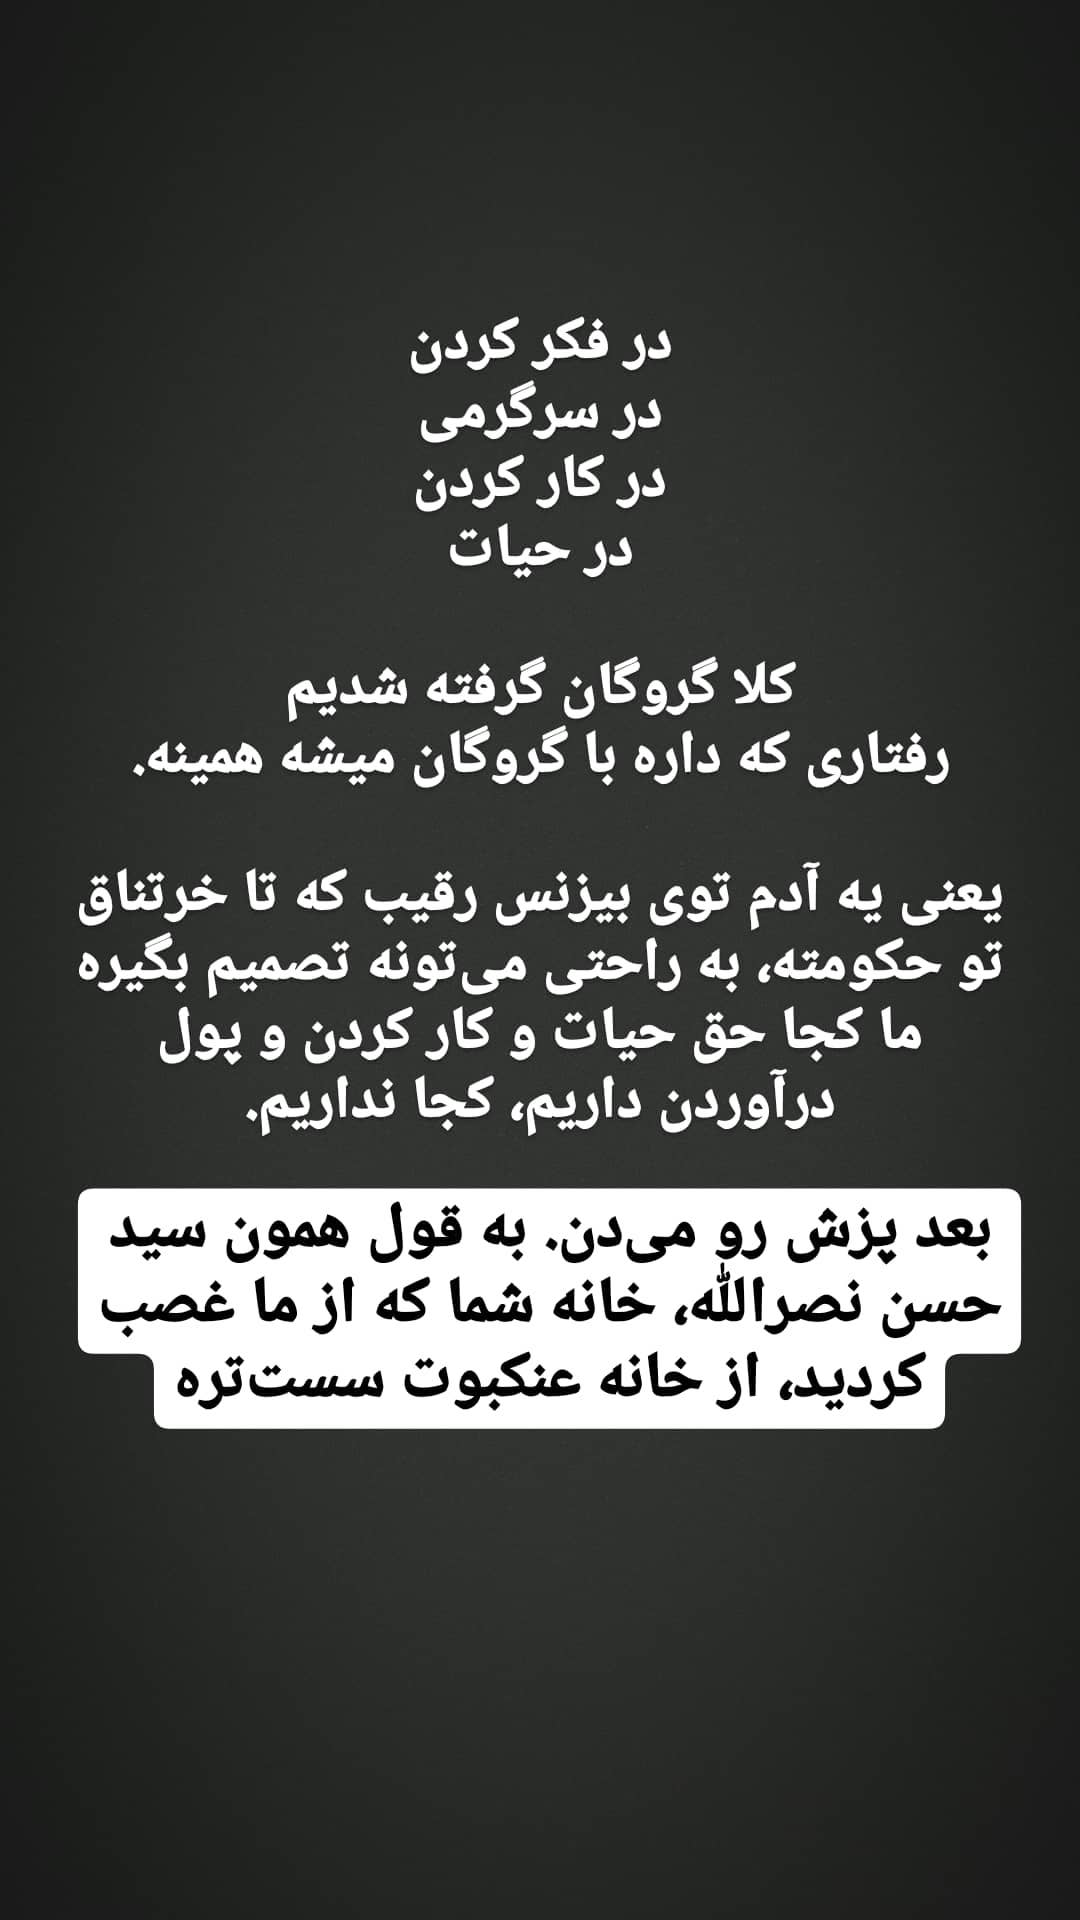 در فکر کردن
در سرگرمی
در کار کردن
در حیات
کلا گروگان گرفته شدیم
رفتاری که داره با گروگان میشه همینه.
یعنی یه آدم توی بیزنس رقیب که تا خرتناق
تو حکومته، به راحتی می‌تونه تصمیم بگیره
ما کجا حق حیات و کار کردن و پول
درآوردن داریم، کجا نداریم.
بعد پزش رو می‌دن. به قول همون سید
حسن نصرالله، خانه شما که از ما غصب
کردید، از خانه عنکبوت سست‌تره